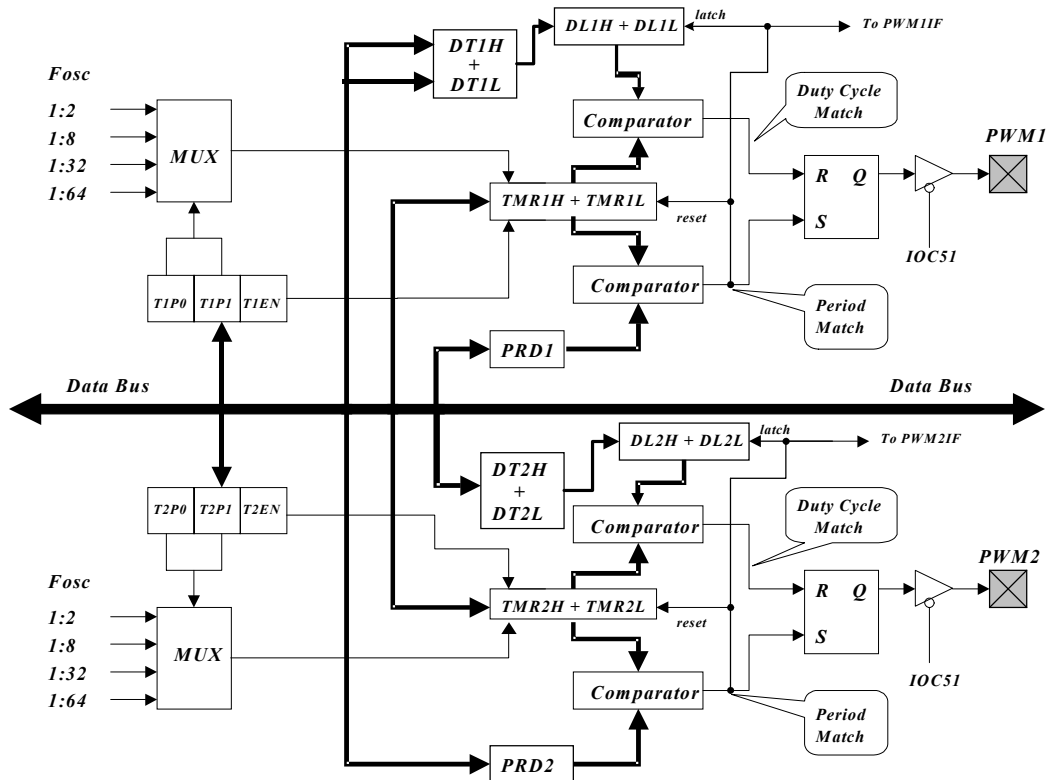 DL1H + DL1L
latch
To PWM1IF
DT1H
+
DT1L
Fosc
1:2
1:8
1:32
1:64
MUX
Comparator
Duty Cycle
Match
PWM1
TMR1H + TMR1L
reset
R Q
S
IOC51
T1P0 T1P1 T1EN
Comparator
Period
Match
PRD1
Data Bus
Data Bus
DL2H + DL2L
latch
To PWM2IF
DT2H
+
DT2L
T2P0 T2P1 T2EN
Comparator
Duty Cycle
Match
PWM2
Fosc
1:2
1:8
1:32
1:64
MUX
TMR2H + TMR2L
reset
R Q
S
IOC51
Comparator
Period
Match
PRD2